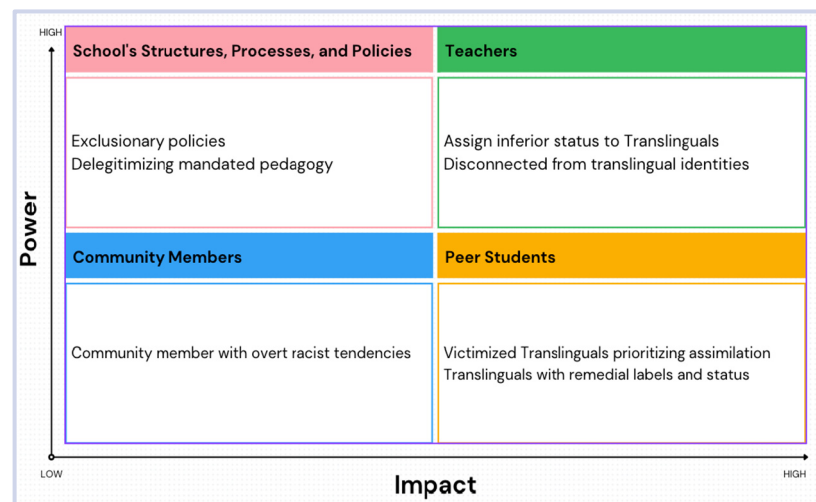 HIGH
School's Structures, Processes, and Policies
Teachers
Exclusionary policies
Delegitimizing mandated pedagogy
Assign inferior status to Translinguals
Disconnected from translingual identities
Power
Community Members
Peer Students
Community member with overt racist tendencies
Victimized Translinguals prioritizing assimilation
Translinguals with remedial labels and status
LOW
Impact
HIGH